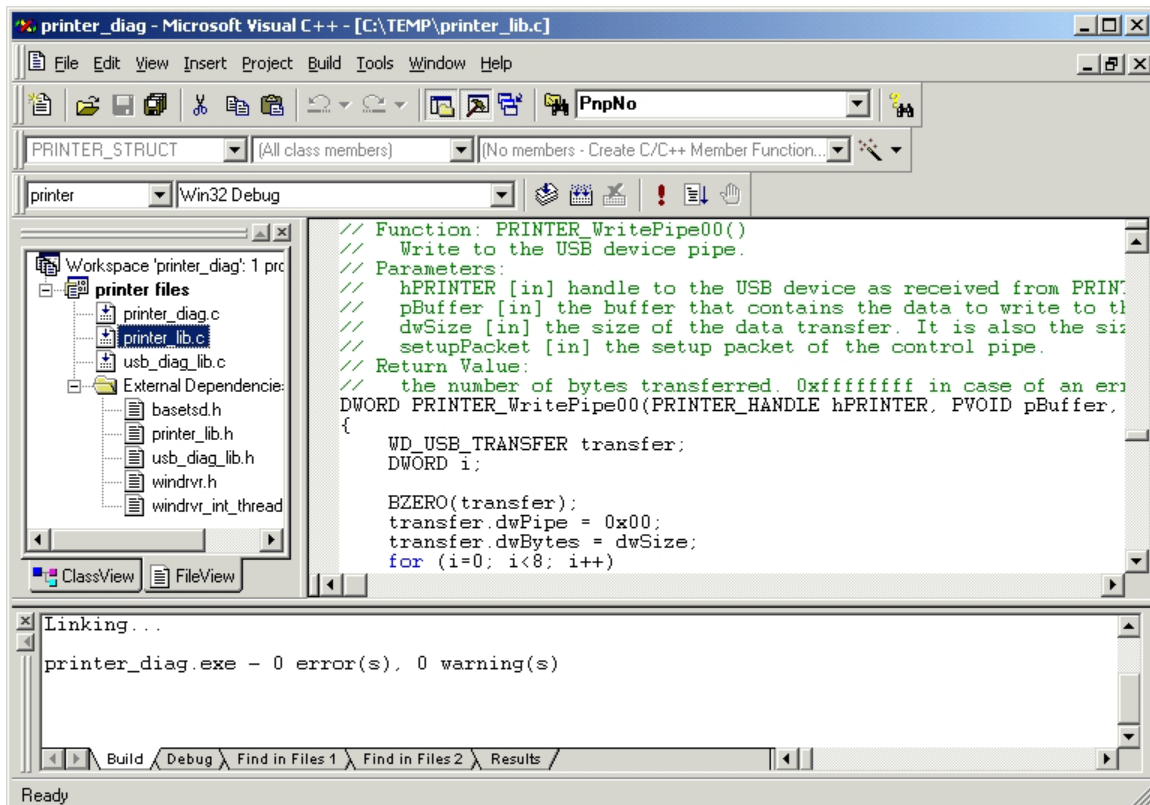 printer_diag - Microsoft Visual C++ - [C:\TEMP\printer_lib.c]
File Edit View Insert Project Build Tools Window Help
PnpNo
PRINTER_STRUCT (All class members) (No members - Create C/C++ Member Function...
printer Win32 Debug
Workspace 'printer_diag': 1 prc
printer files
printer_diag.c
printer_lib.c
usb_diag_lib.c
External Dependencie
basetsd.h
printer_lib.h
usb_diag_lib.h
windrvr.h
windrvr_int_thread
ClassView FileView
// Function: PRINTER_WritePipe00()
//   Write to the USB device pipe.
// Parameters:
//   hPRINTER [in] handle to the USB device as received from PRINT
//   pBuffer [in] the buffer that contains the data to write to th
//   dwSize [in] the size of the data transfer. It is also the siz
//   setupPacket [in] the setup packet of the control pipe.
// Return Value:
//   the number of bytes transferred. 0xffffffff in case of an err
DWORD PRINTER_WritePipe00(PRINTER_HANDLE hPRINTER, PVOID pBuffer,
{
    WD_USB_TRANSFER transfer;
    DWORD i;
    BZERO(transfer);
    transfer.dwPipe = 0x00;
    transfer.dwBytes = dwSize;
    for (i=0; i<8; i++)
Linking...
printer_diag.exe - 0 error(s), 0 warning(s)
Build Debug Find in Files 1 Find in Files 2 Results
Ready